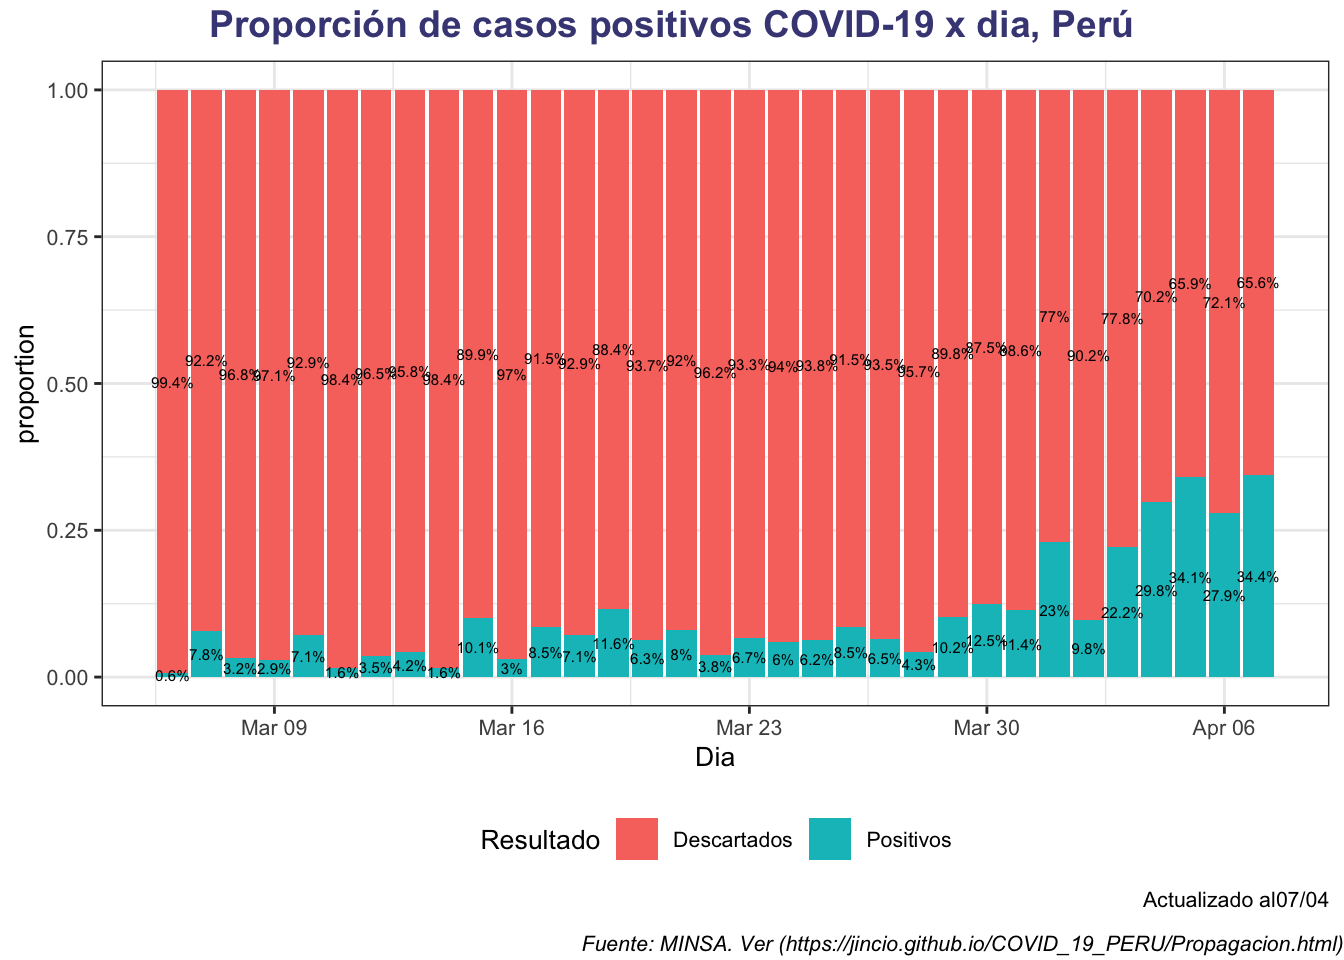 Proporción de casos positivos COVID-19 x dia, Perú
1.00
0.75
0.50
0.25
0.00
proportion
99.4% 92.2% 96.8% 97.1% 92.9% 98.4% 96.5% 95.8% 98.4% 89.9% 97% 91.5% 92.9% 88.4% 93.7% 92% 96.2% 93.3% 94% 93.8% 91.5% 93.5% 95.7% 89.8% 87.5% 88.6% 77% 90.2% 77.8% 70.2% 65.9% 72.1% 65.6%
0.6% 7.8% 3.2% 2.9% 7.1% 1.6% 3.5% 4.2% 1.6% 10.1% 3% 8.5% 7.1% 11.6% 6.3% 8% 3.8% 6.7% 6% 6.2% 8.5% 6.5% 4.3% 10.2% 12.5% 11.4% 23% 9.8% 22.2% 29.8% 34.1% 27.9% 34.4%
Mar 09 Mar 16 Mar 23 Mar 30 Apr 06
Dia
Resultado Descartados Positivos
Actualizado al07/04
Fuente: MINSA. Ver (https://jincio.github.io/COVID_19_PERU/Propagacion.html)